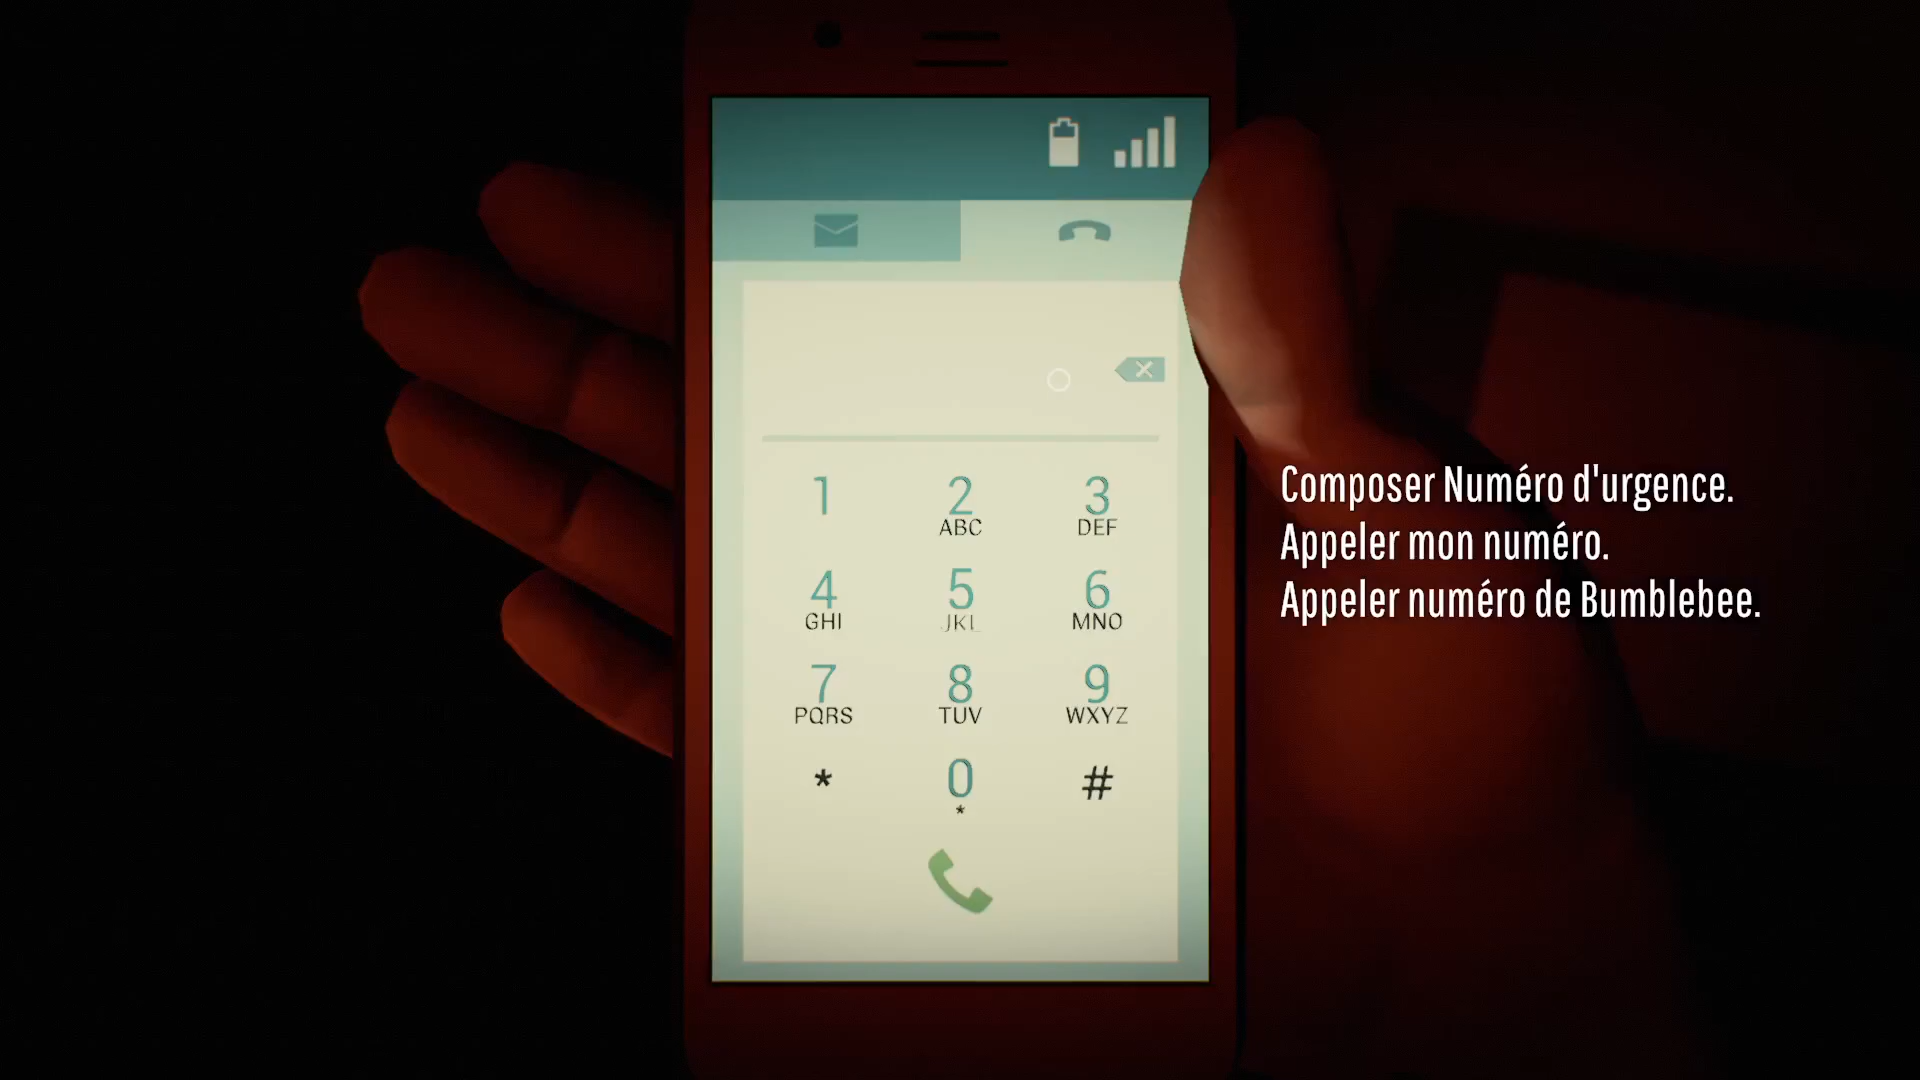 1 2 3
ABC DEF
4 5 6
GHI JKL MNO
7 8 9
PQRS TUV WXYZ
* 0 #
*
Composer Numéro d'urgence.
Appeler mon numéro.
Appeler numéro de Bumblebee.